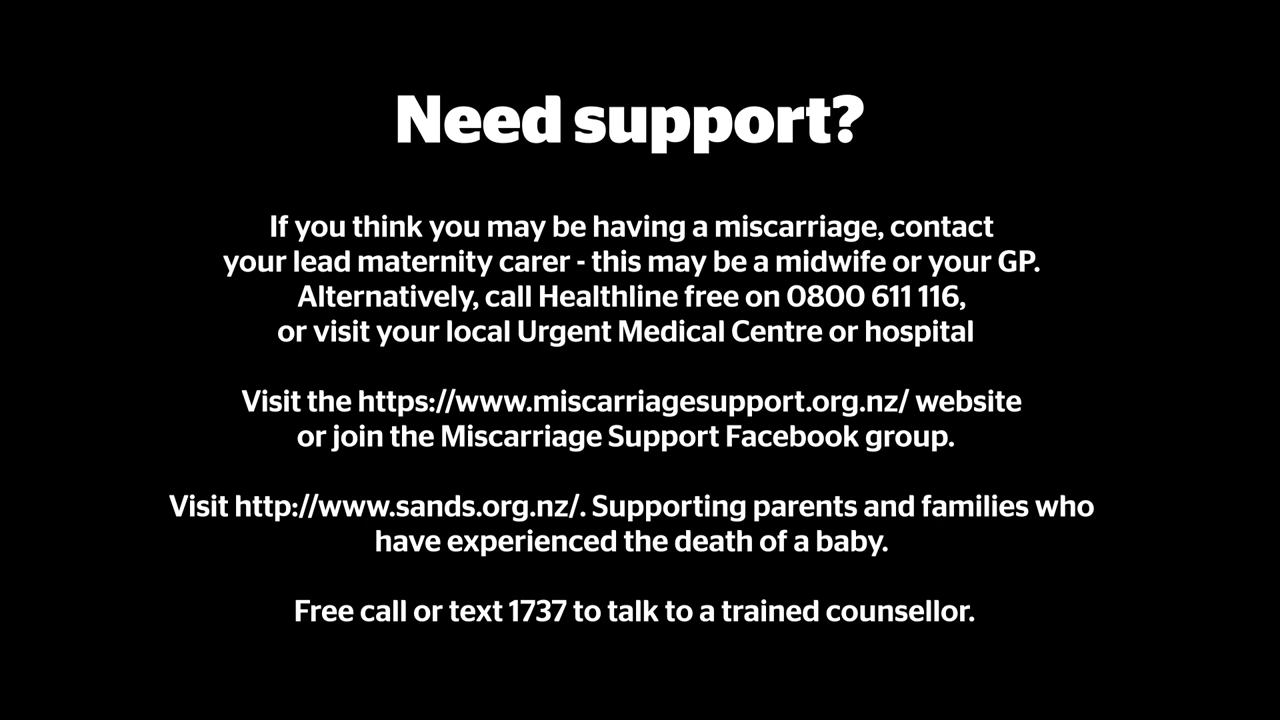 Need support?
If you think you may be having a miscarriage, contact
your lead maternity carer - this may be a midwife or your GP.
Alternatively, call Healthline free on 0800 611 116,
or visit your local Urgent Medical Centre or hospital
Visit the https://www.miscarriagesupport.org.nz/ website
or join the Miscarriage Support Facebook group.
Visit http://www.sands.org.nz/. Supporting parents and families who
have experienced the death of a baby.
Free call or text 1737 to talk to a trained counsellor.